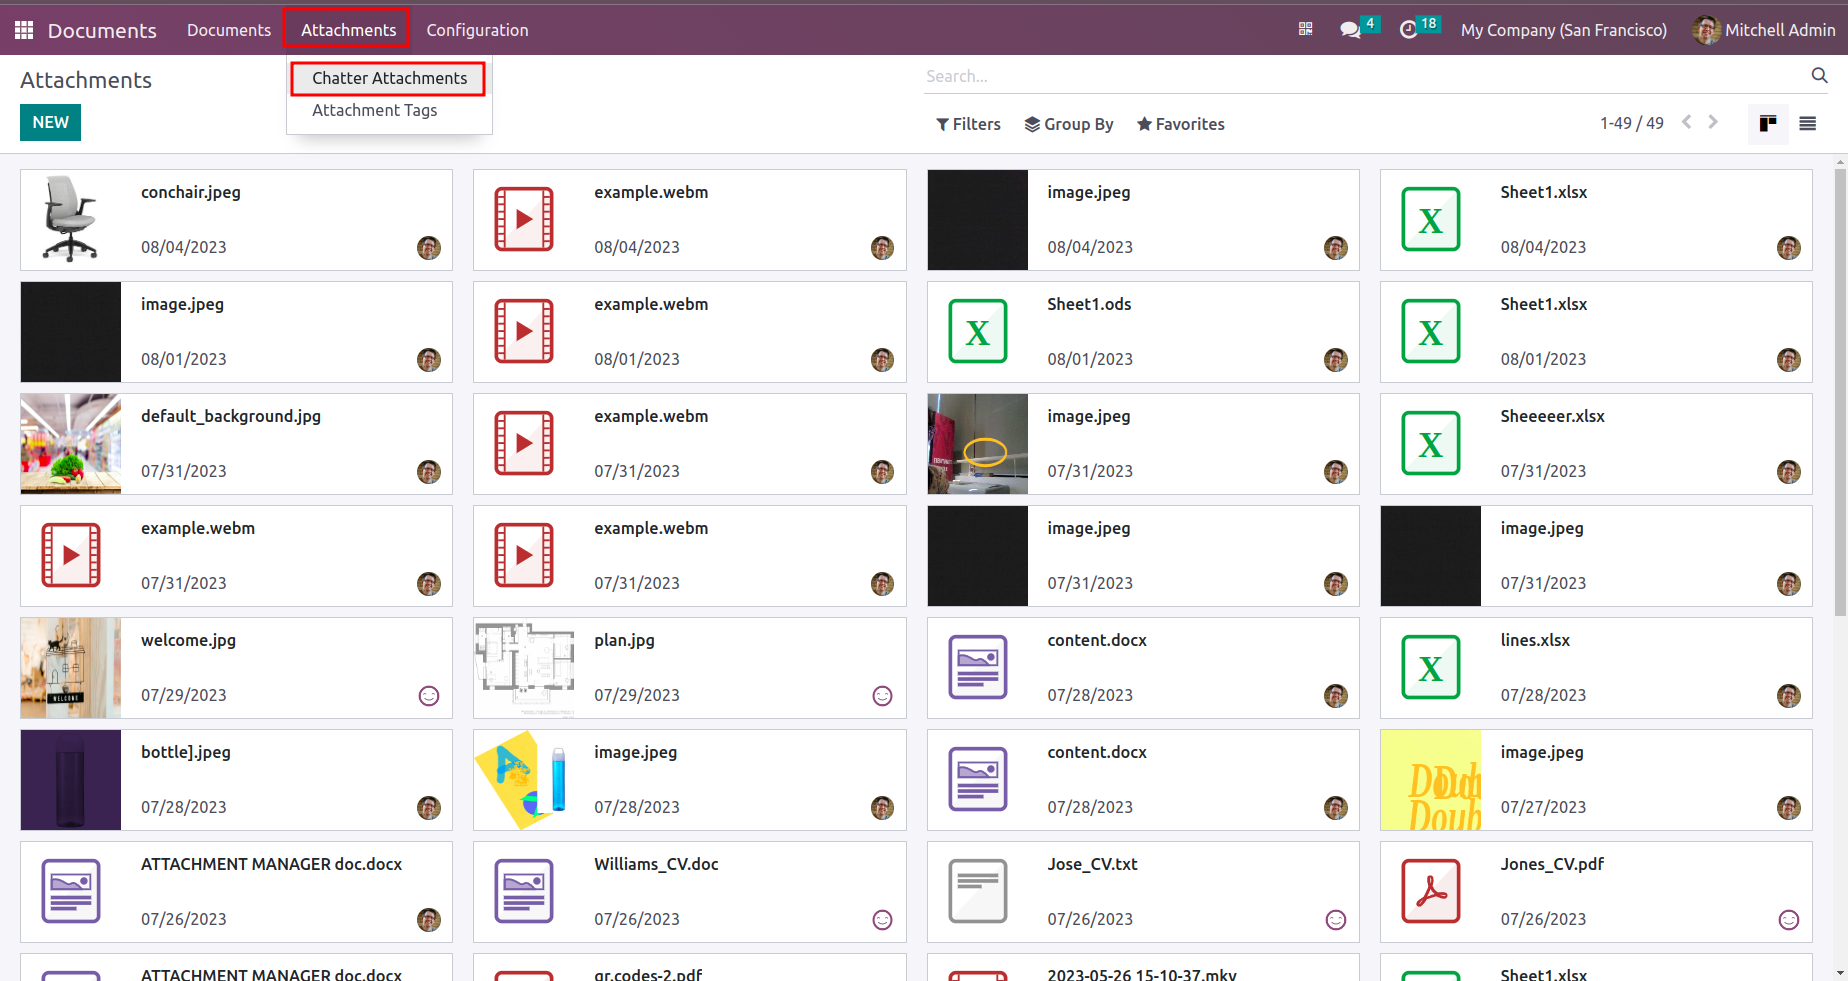 Documents Documents Attachments Configuration 4 18 My Company (San Francisco) Mitchell Admin
Attachments
Chatter Attachments
Attachment Tags
Search...
NEW
Filters Group By Favorites 1-49 / 49
conchair.jpeg
08/04/2023
example.webm
08/04/2023
image.jpeg
08/04/2023
Sheet1.xlsx
08/04/2023
image.jpeg
08/01/2023
example.webm
08/01/2023
Sheet1.ods
08/01/2023
Sheet1.xlsx
08/01/2023
default_background.jpg
07/31/2023
example.webm
07/31/2023
image.jpeg
07/31/2023
Sheeeeer.xlsx
07/31/2023
example.webm
07/31/2023
example.webm
07/31/2023
image.jpeg
07/31/2023
image.jpeg
07/31/2023
WELCOME
welcome.jpg
07/29/2023
plan.jpg
07/29/2023
content.docx
07/28/2023
lines.xlsx
07/28/2023
bottle].jpeg
07/28/2023
image.jpeg
07/28/2023
content.docx
07/28/2023
image.jpeg
07/27/2023
ATTACHMENT MANAGER doc.docx
07/26/2023
Williams_CV.doc
07/26/2023
Jose_CV.txt
07/26/2023
Jones_CV.pdf
07/26/2023
ATTACHMENT MANAGER doc.docx
qr.codes-2.pdf
2023-05-26 15-10-37.mkv
Sheet1.xlsx